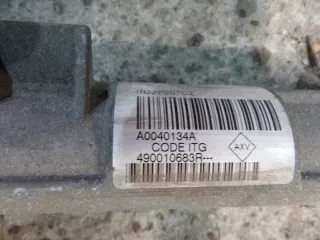 A0040134A
CODE ITG
AXV
490010683R---